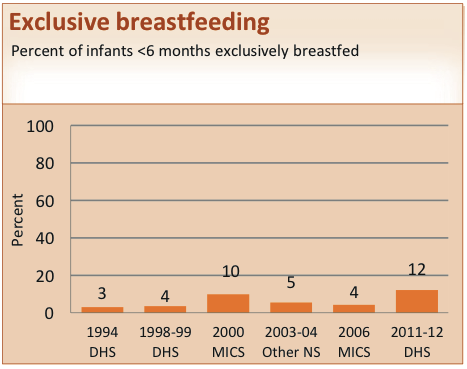 Exclusive breastfeeding
Percent of infants <6 months exclusively breastfed
Percent
100
80
60
40
20
0
3
4
10
5
4
12
1994 DHS
1998-99 DHS
2000 MICS
2003-04 Other NS
2006 MICS
2011-12 DHS